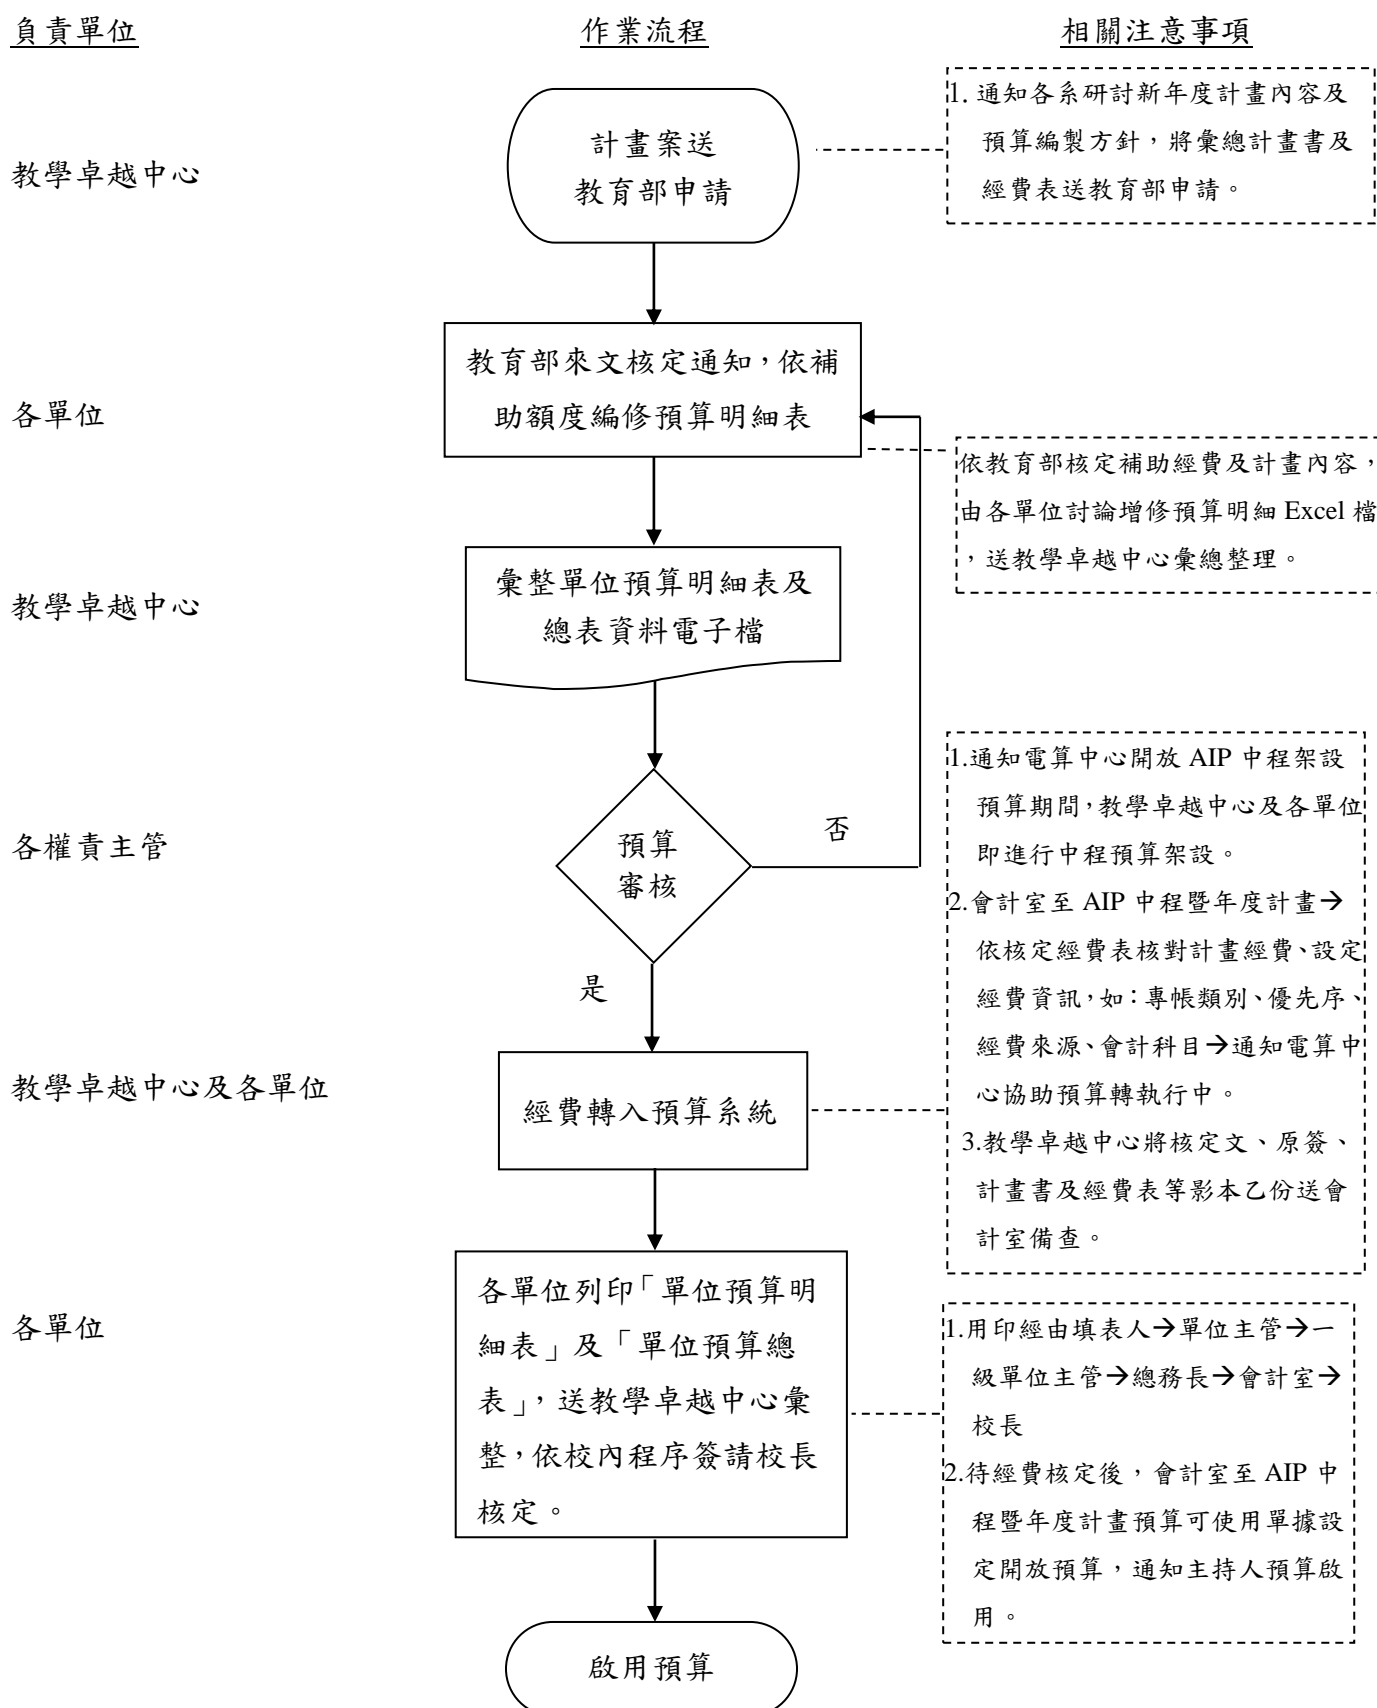 負責單位
作業流程
相關注意事項
教學卓越中心
計畫案送
教育部申請
1. 通知各系研討新年度計畫內容及
預算編製方針，將彙總計畫書及
經費表送教育部申請。
各單位
教育部來文核定通知，依補
助額度編修預算明細表
依教育部核定補助經費及計畫內容，
由各單位討論增修預算明細 Excel 檔
，送教學卓越中心彙總整理。
教學卓越中心
彙整單位預算明細表及
總表資料電子檔
各權責主管
預算
審核
否
是
1.通知電算中心開放 AIP 中程架設
預算期間，教學卓越中心及各單位
即進行中程預算架設。
2.會計室至 AIP 中程暨年度計畫→
依核定經費表核對計畫經費、設定
經費資訊，如：專帳類別、優先序、
經費來源、會計科目→通知電算中
心協助預算轉執行中。
3.教學卓越中心將核定文、原簽、
計畫書及經費表等影本乙份送會
計室備查。
教學卓越中心及各單位
經費轉入預算系統
各單位
各單位列印「單位預算明
細表」及「單位預算總
表」，送教學卓越中心彙
整，依校內程序簽請校長
核定。
1.用印經由填表人→單位主管→一
級單位主管→總務長→會計室→
校長
2.待經費核定後，會計室至 AIP 中
程暨年度計畫預算可使用單據設
定開放預算，通知主持人預算啟
用。
啟用預算